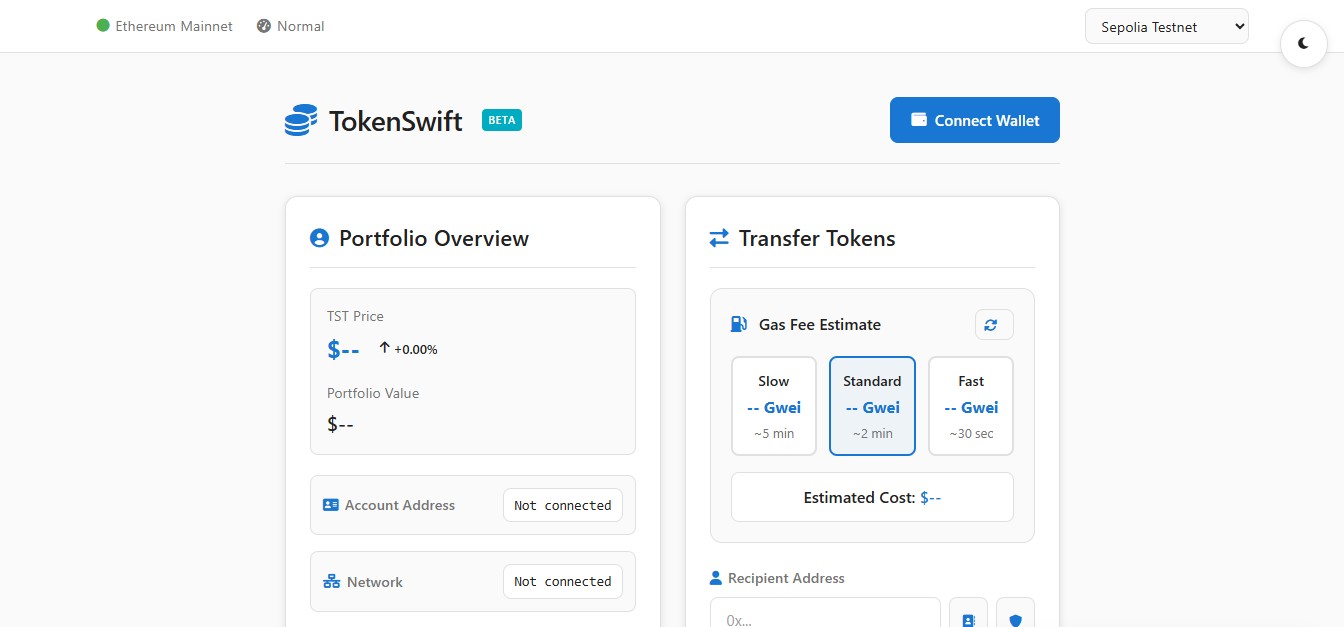 Ethereum Mainnet Normal Sepolia Testnet
TokenSwift BETA Connect Wallet
Portfolio Overview
TST Price
$-- +0.00%
Portfolio Value
$--
Account Address Not connected
Network Not connected
Transfer Tokens
Gas Fee Estimate
Slow Standard Fast
-- Gwei -- Gwei -- Gwei
~5 min ~2 min ~30 sec
Estimated Cost: $--
Recipient Address
0x...